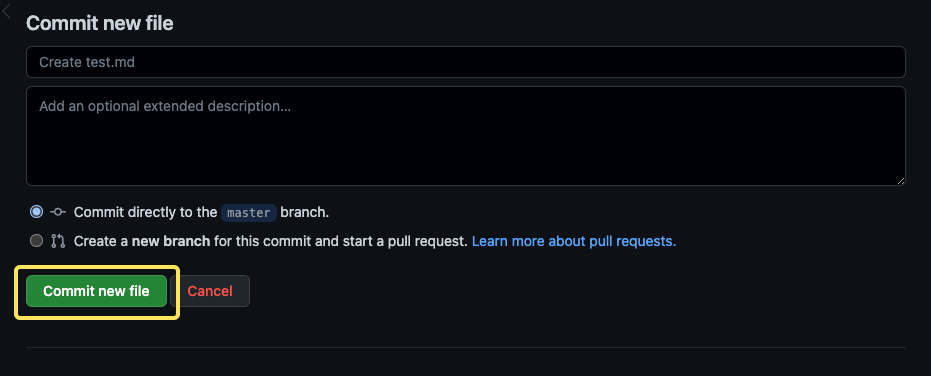 Commit new file
Create test.md
Add an optional extended description...
Commit directly to the master branch.
Create a new branch for this commit and start a pull request. Learn more about pull requests.
Commit new file Cancel